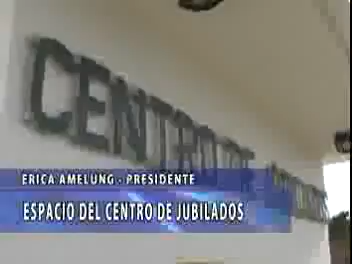 CENTRO DE
ERICA AMELUNG - PRESIDENTE
ESPACIO DEL CENTRO DE JUBILADOS